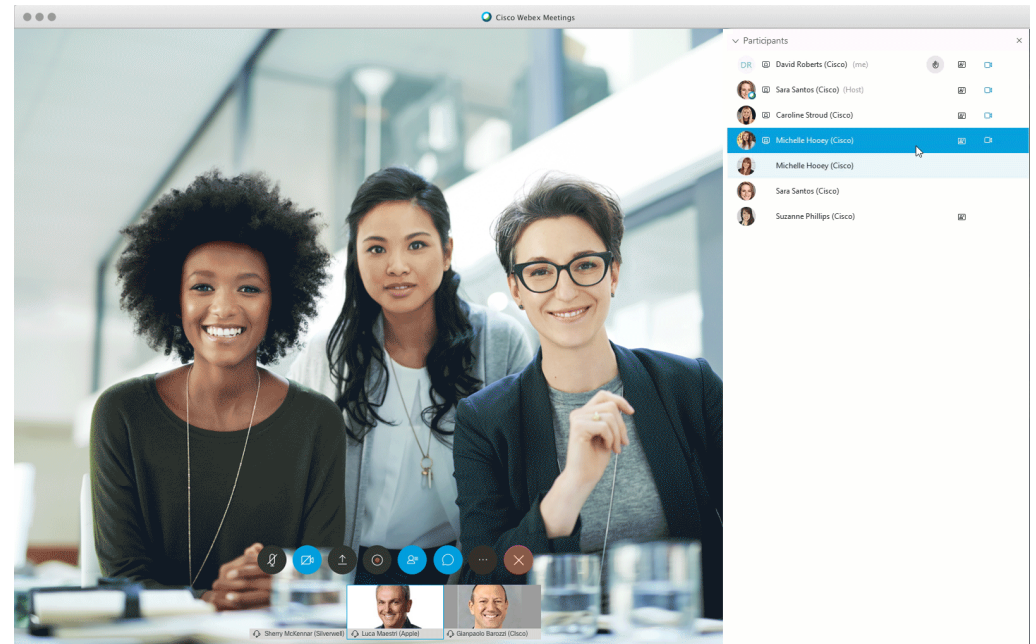 Cisco Webex Meetings
Participants
DR David Roberts (Cisco) (me)
Sara Santos (Cisco) (Host)
Caroline Stroud (Cisco)
Michelle Hooey (Cisco)
Michelle Hooey (Cisco)
Sara Santos (Cisco)
Suzanne Phillips (Cisco)
Sherry McKennar (Sliverwell) Luca Maestri (Apple) Gianpaolo Barozzi (Cisco)